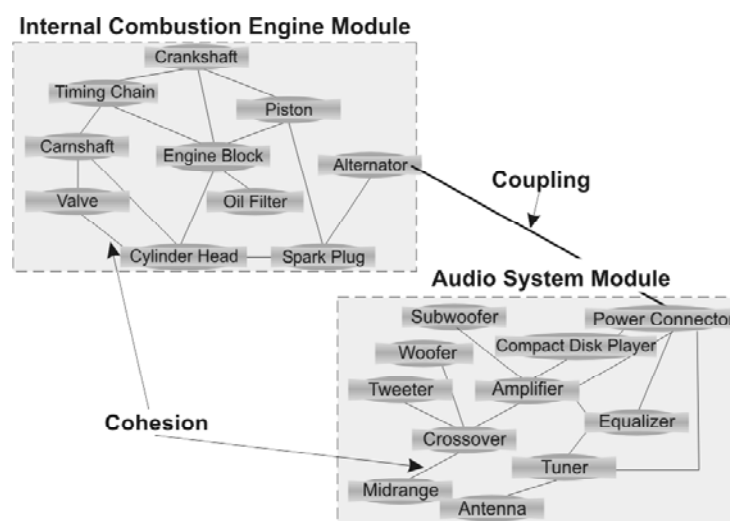 Internal Combustion Engine Module
Crankshaft
Timing Chain
Piston
Carnshaft
Engine Block
Alternator
Valve
Oil Filter
Cylinder Head
Spark Plug
Coupling
Audio System Module
Subwoofer
Power Connector
Woofer
Compact Disk Player
Tweeter
Amplifier
Cohesion
Equalizer
Crossover
Tuner
Midrange
Antenna